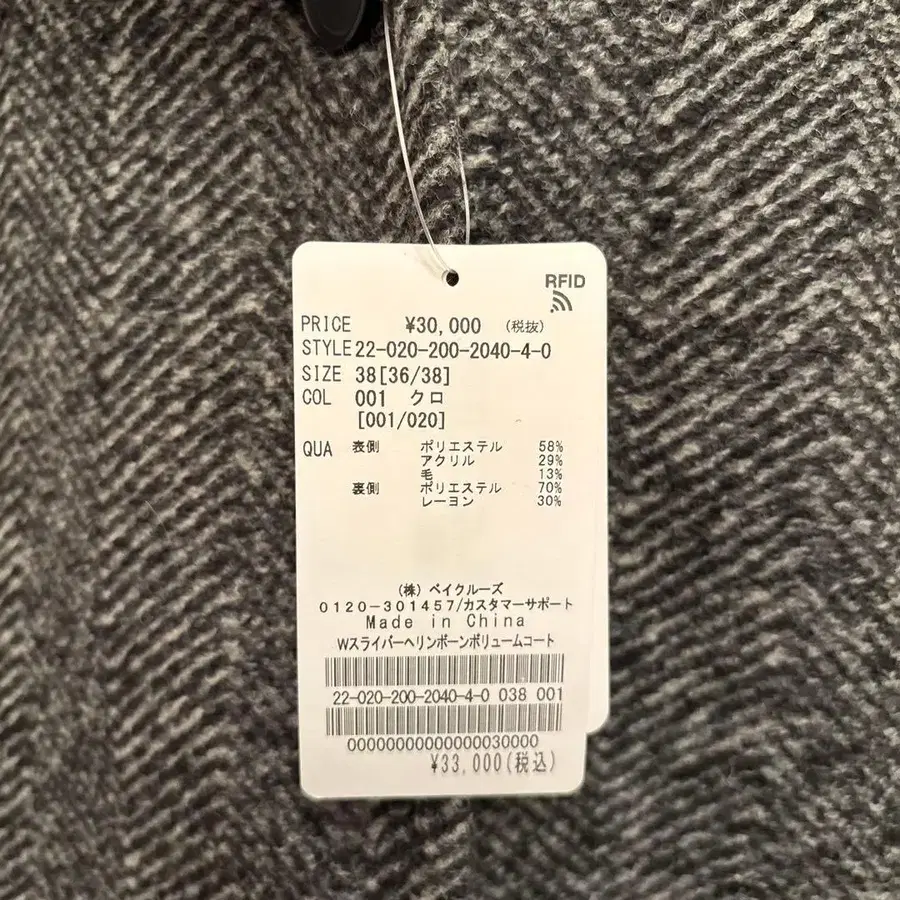 RFID
PRICE ¥30,000 (税抜)
STYLE 22-020-200-2040-4-0
SIZE 38[36/38]
COL 001 クロ
[001/020]
QUA 表側 ポリエステル 58%
アクリル 29%
毛 13%
裏側 ポリエステル 70%
レーヨン 30%
(株) ベイクルーズ
0120-301457/カスタマーサポート
Made in China
Wスライバーヘリンボーンボリュームコート
22-020-200-2040-4-0 038 001
00000000000000030000
¥33,000(税込)